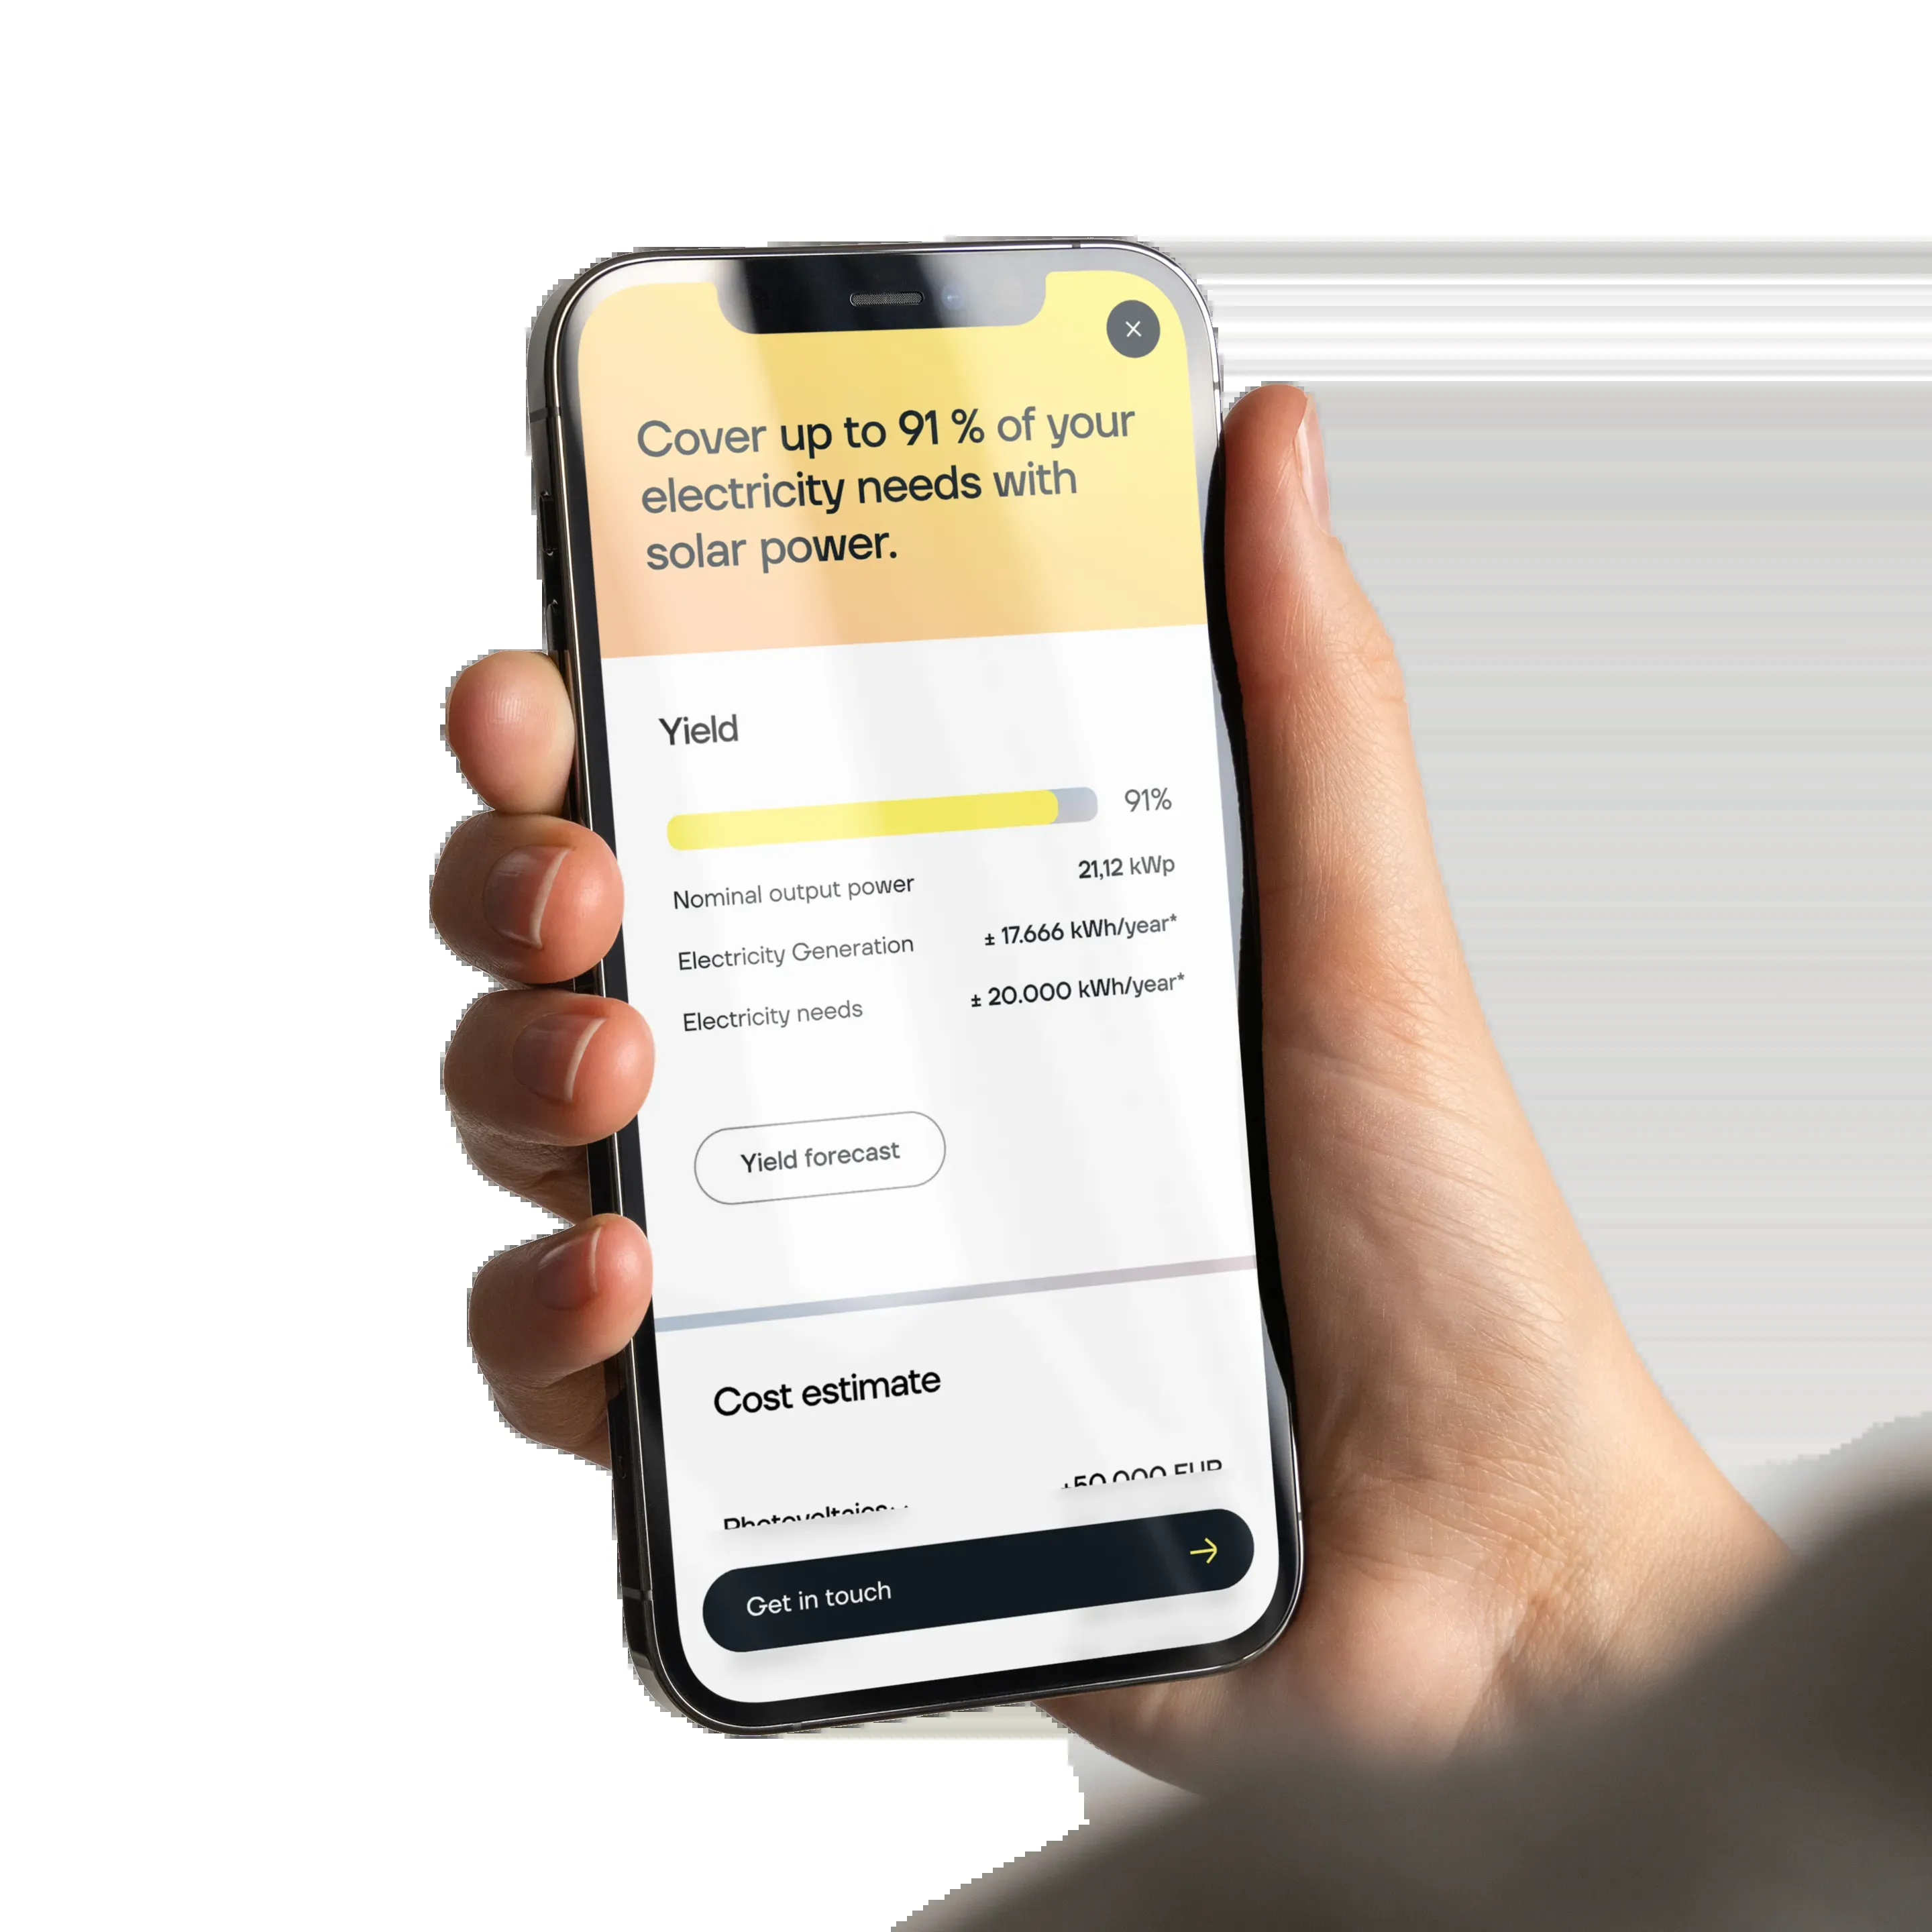 Cover up to 91 % of your
electricity needs with
solar power.
Yield
91%
Nominal output power 21,12 kWp
Electricity Generation ± 17.666 kWh/year*
Electricity needs ± 20.000 kWh/year*
Yield forecast
Cost estimate
Photovoltaics ±50.000 EUR
Get in touch